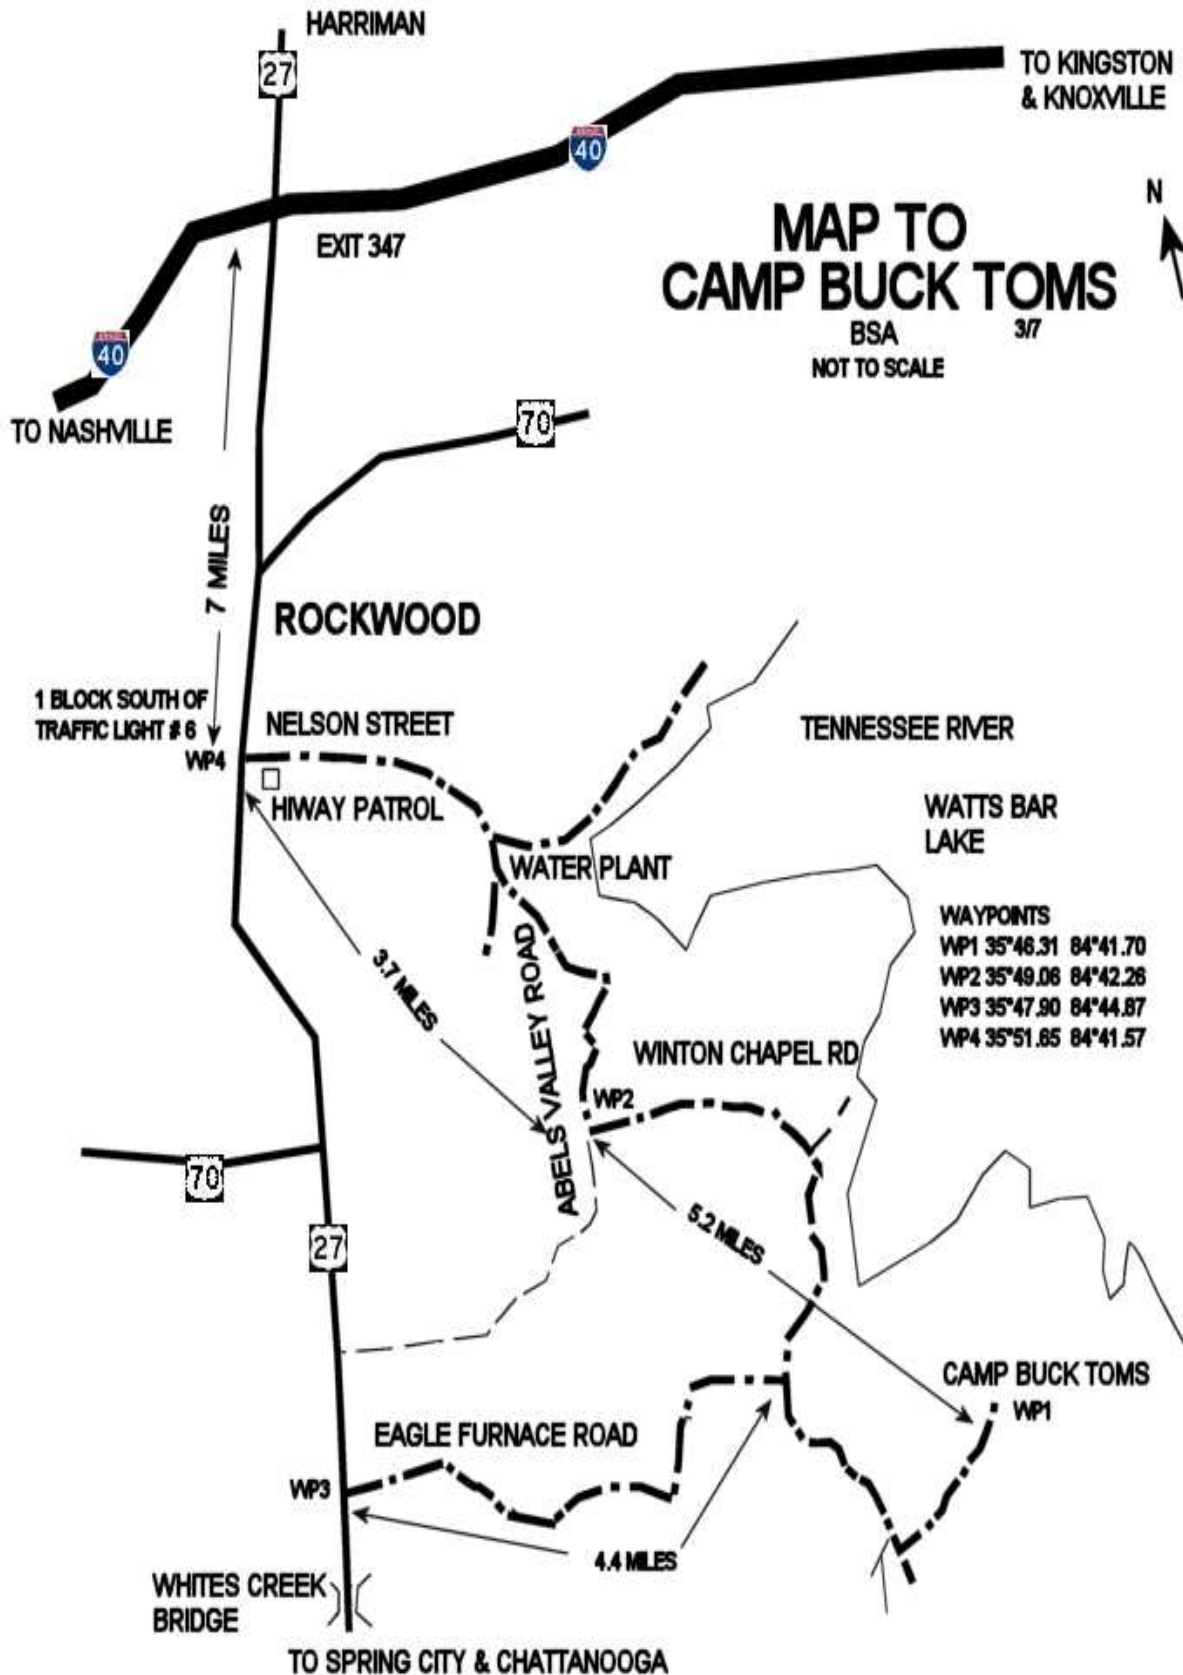 HARRIMAN
27
TO KINGSTON
& KNOXVILLE
40
N
MAP TO
CAMP BUCK TOMS
BSA
3/7
NOT TO SCALE
EXIT 347
40
TO NASHVILLE
70
7 MILES
ROCKWOOD
1 BLOCK SOUTH OF
TRAFFIC LIGHT # 6
NELSON STREET
WP4
HIWAY PATROL
TENNESSEE RIVER
WATTS BAR
LAKE
WATER PLANT
WAYPOINTS
WP1 35°46.31 84°41.70
WP2 35°49.06 84°42.26
WP3 35°47.90 84°44.87
WP4 35°51.65 84°41.57
3.7 MILES
ABELS VALLEY ROAD
WINTON CHAPEL RD
WP2
70
27
5.2 MILES
CAMP BUCK TOMS
WP1
EAGLE FURNACE ROAD
WP3
4.4 MILES
WHITES CREEK
BRIDGE
TO SPRING CITY & CHATTANOOGA